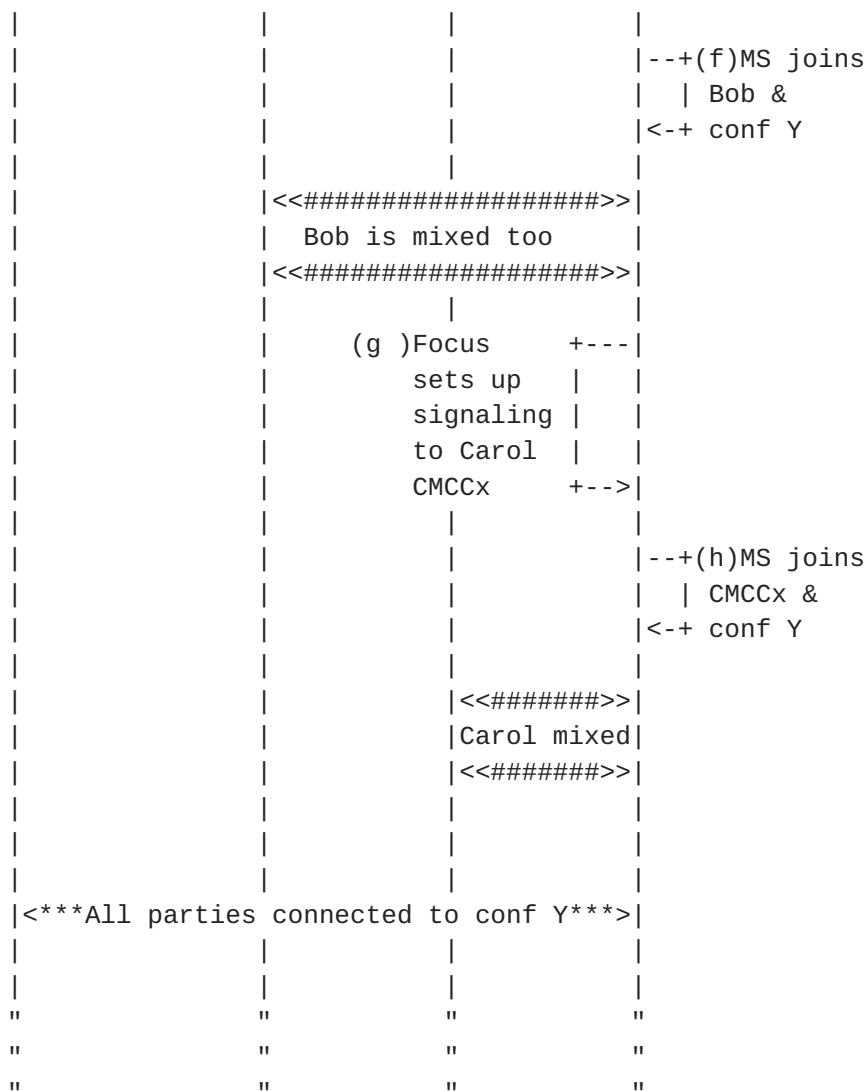 |               |           |           |
|               |           |           |--+(f)MS joins
|               |           |           |  | Bob &
|               |           |           |<-+ conf Y
|               |           |           |
|               |<<###################>>|
|               |  Bob is mixed too     |
|               |<<###################>>|
|               |           |           |
|               |     (g )Focus     +---|
|               |         sets up   |   |
|               |         signaling |   |
|               |         to Carol  |   |
|               |         CMCCx     +-->|
|               |           |           |
|               |           |           |--+(h)MS joins
|               |           |           |  | CMCCx &
|               |           |           |<-+ conf Y
|               |           |           |
|               |           |<<#######>>|
|               |           |Carol mixed|
|               |           |<<#######>>|
|               |           |           |
|               |           |           |
|               |           |           |
|<***All parties connected to conf Y***>|
|               |           |           |
|               |           |           |
"               "           "           "
"               "           "           "
"               "           "           "